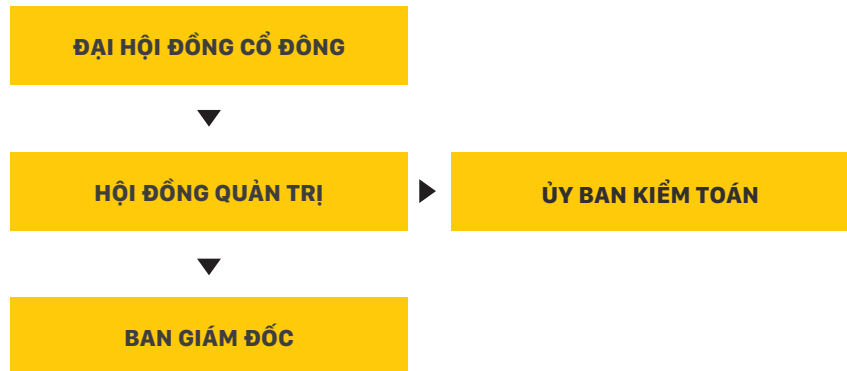 ĐẠI HỘI ĐỒNG CỔ ĐÔNG
HỘI ĐỒNG QUẢN TRỊ
ỦY BAN KIỂM TOÁN
BAN GIÁM ĐỐC